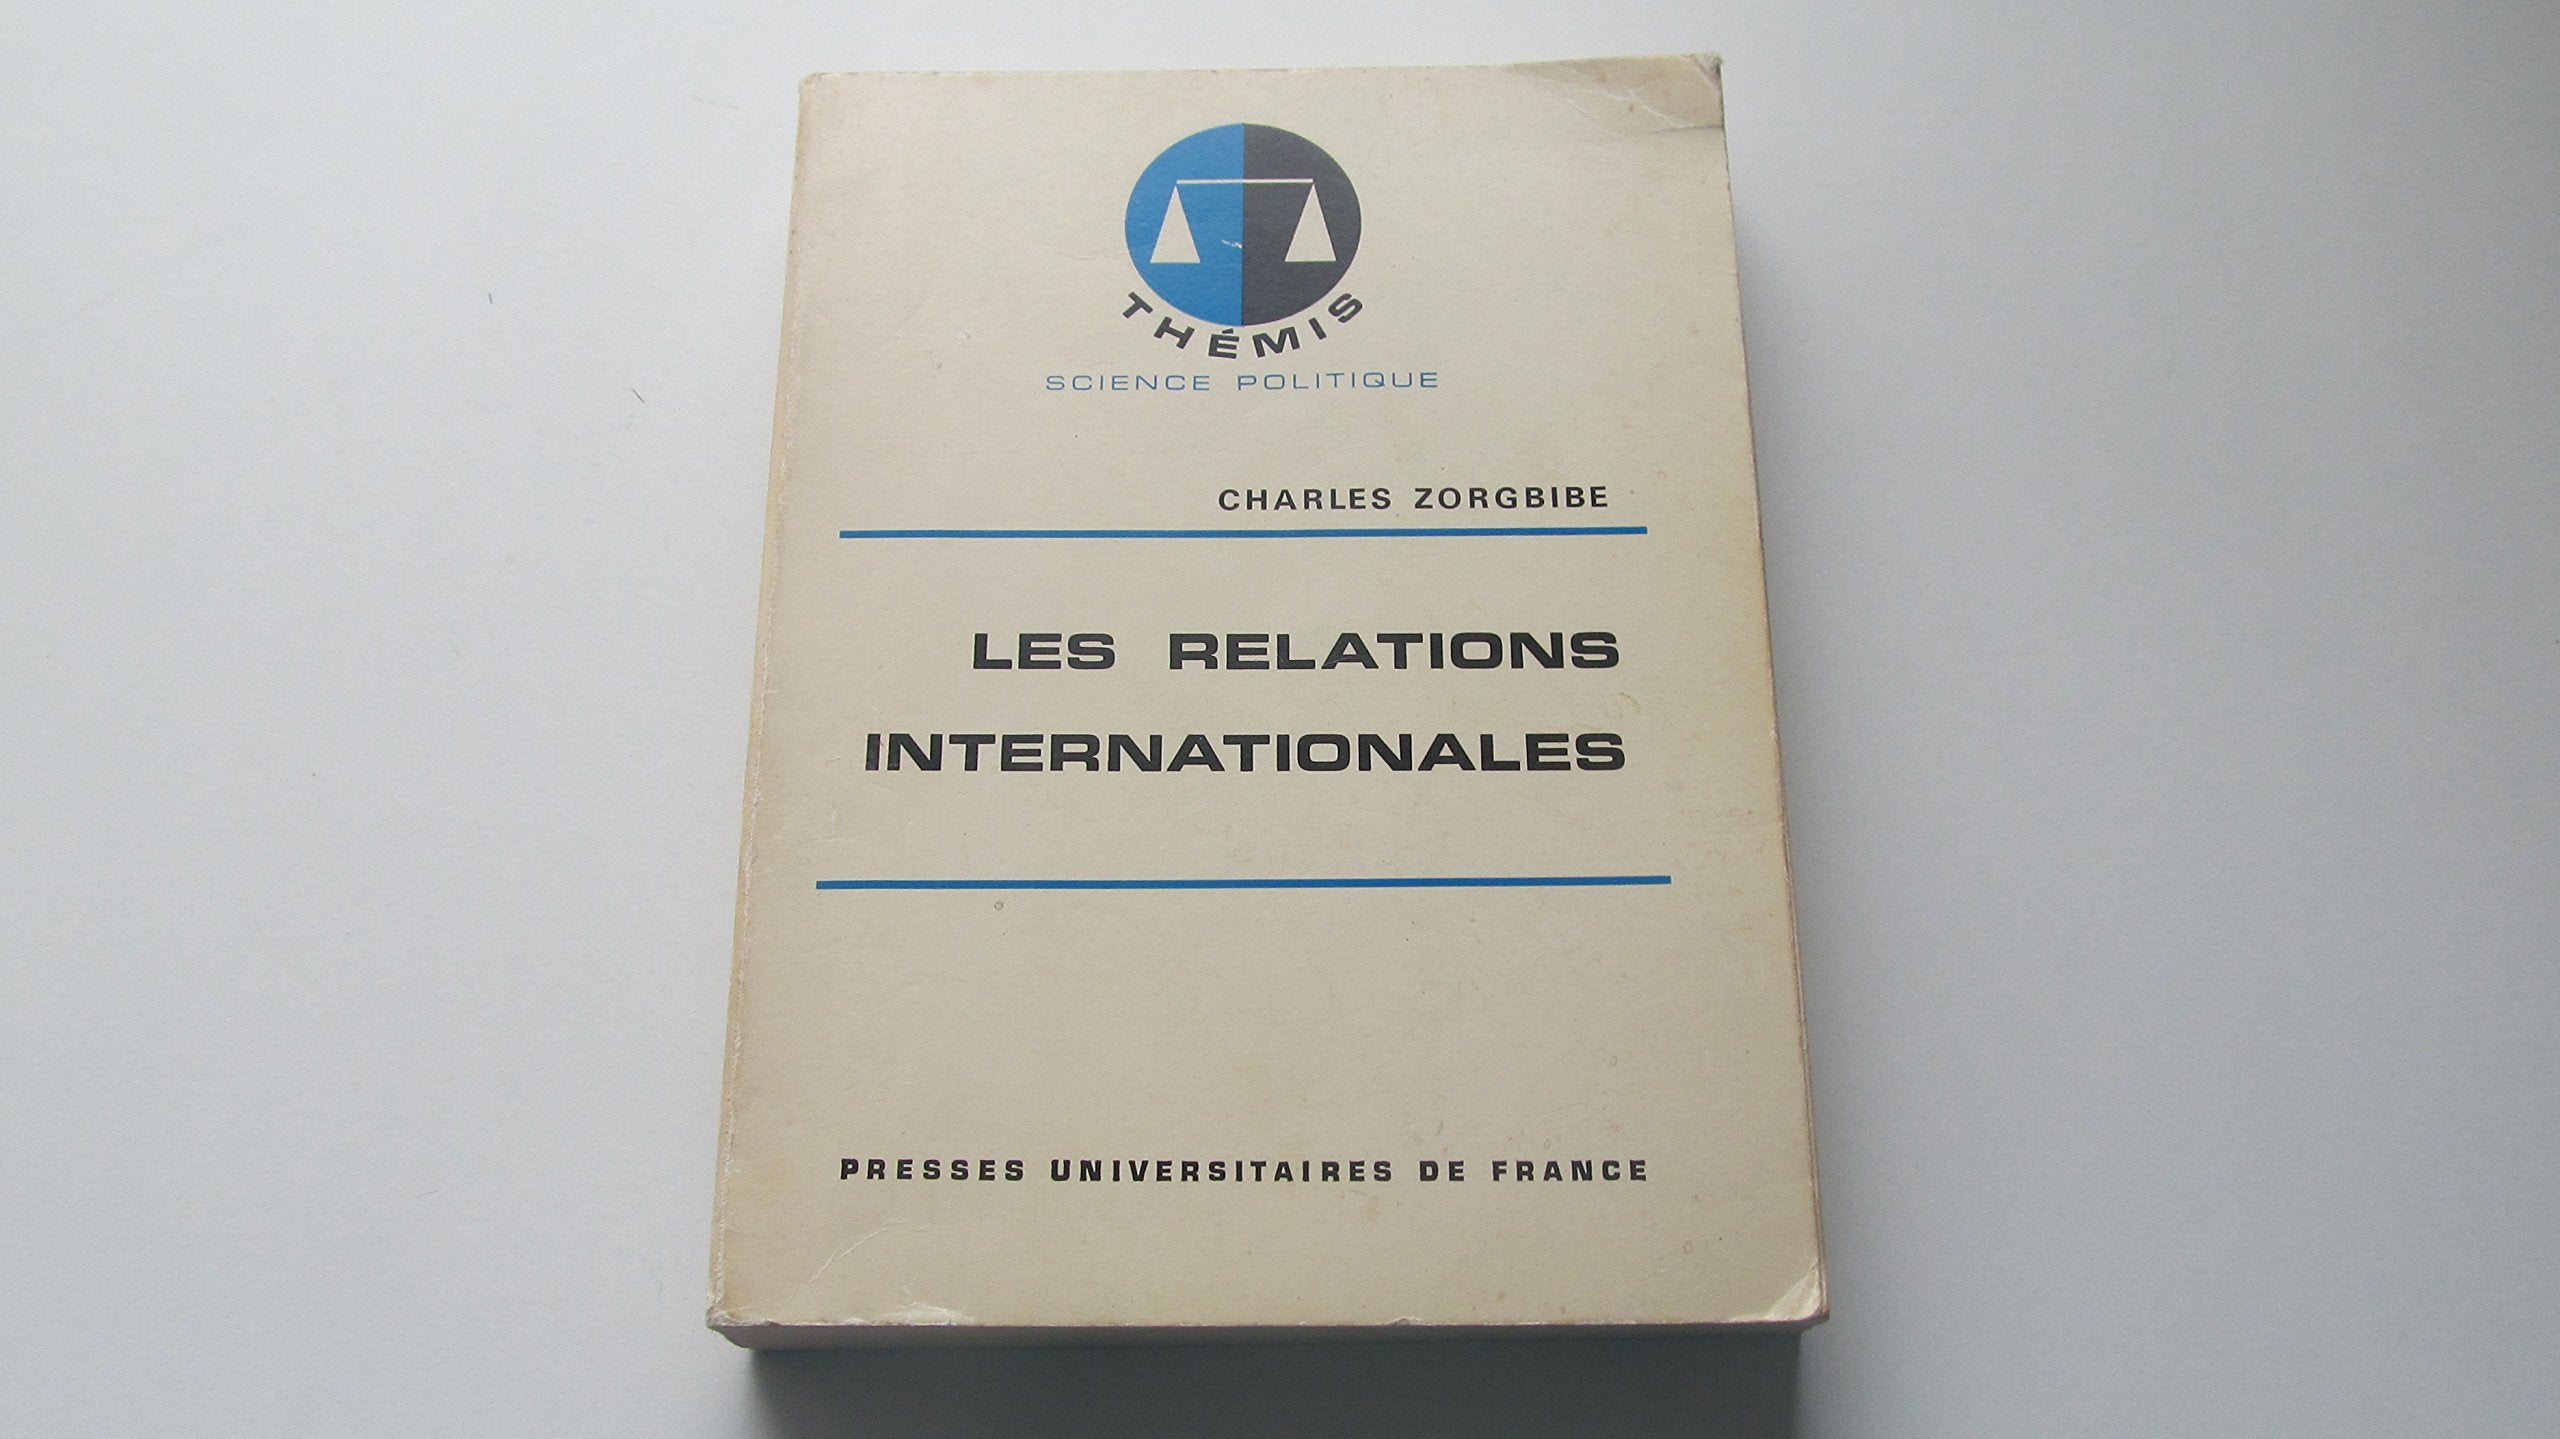 THÉMIS
SCIENCE POLITIQUE
CHARLES ZORGBIBE
LES RELATIONS
INTERNATIONALES
PRESSES UNIVERSITAIRES DE FRANCE